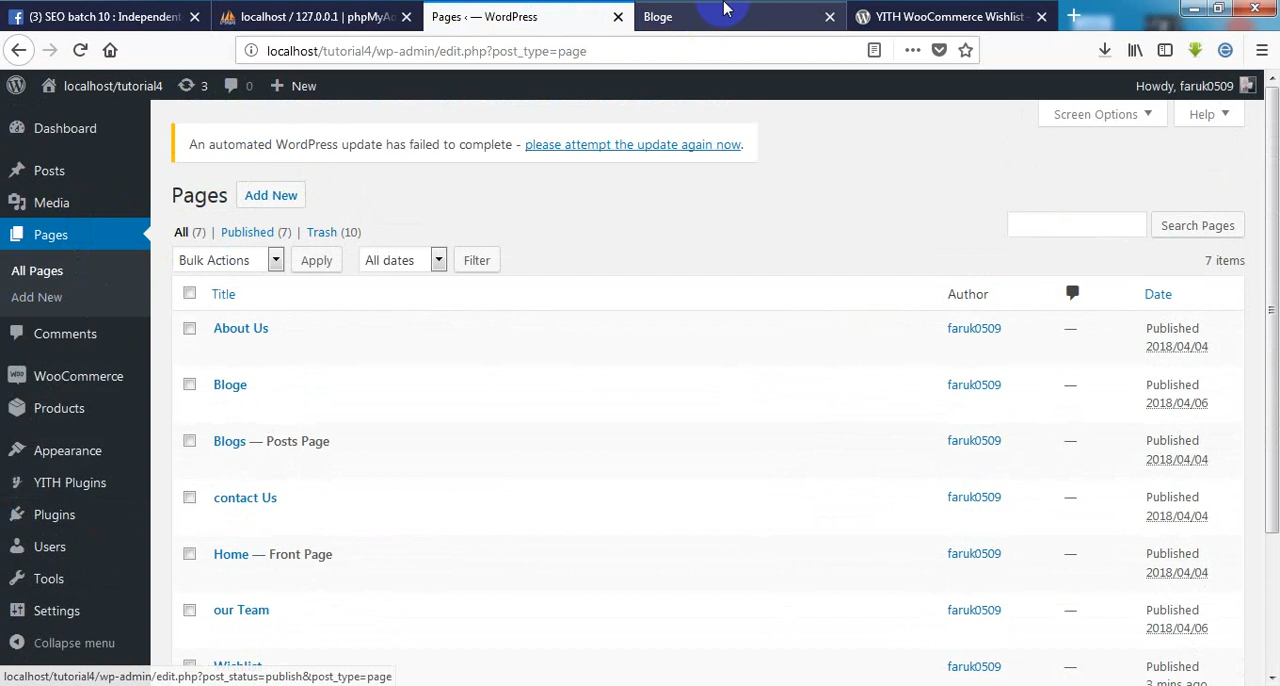 (3) SEO batch 10 : Independent
localhost / 127.0.0.1 | phpMyAd
Pages ‹ — WordPress
Bloge
YITH WooCommerce Wishlist
localhost/tutorial4/wp-admin/edit.php?post_type=page
localhost/tutorial4
3
0
New
Howdy, faruk0509
Screen Options
Help
Dashboard
Posts
Media
Pages
All Pages
Add New
Comments
WooCommerce
Products
Appearance
YITH Plugins
Plugins
Users
Tools
Settings
Collapse menu
An automated WordPress update has failed to complete - please attempt the update again now.
Pages Add New
All (7) | Published (7) | Trash (10)
Search Pages
Bulk Actions Apply All dates Filter
7 items
Title Author Date
About Us faruk0509 — Published
2018/04/04
Bloge faruk0509 — Published
2018/04/06
Blogs — Posts Page faruk0509 — Published
2018/04/04
contact Us faruk0509 — Published
2018/04/04
Home — Front Page faruk0509 — Published
2018/04/04
our Team faruk0509 — Published
2018/04/06
Wishlist faruk0509 — Published
3 mins ago
localhost/tutorial4/wp-admin/edit.php?post_status=publish&post_type=page